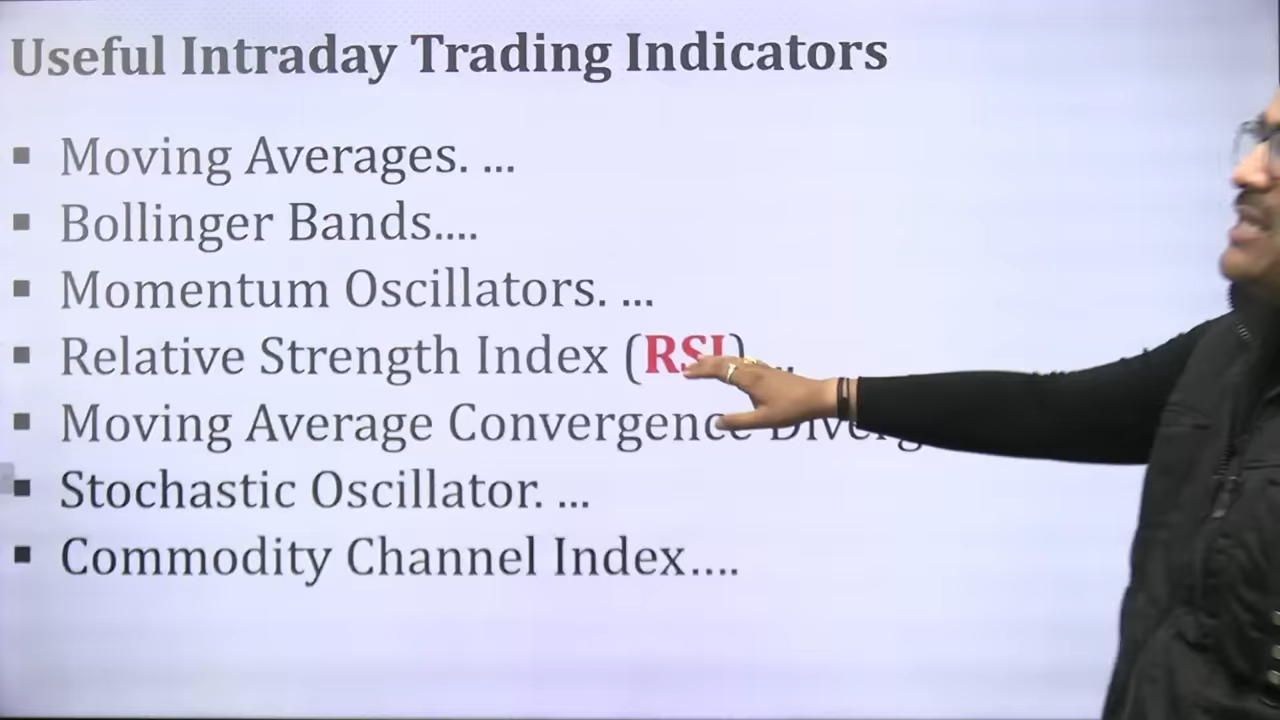 Useful Intraday Trading Indicators
▪ Moving Averages. ...
▪ Bollinger Bands....
▪ Momentum Oscillators. ...
▪ Relative Strength Index (RSI)
▪ Moving Average Convergence
▪ Stochastic Oscillator. ...
▪ Commodity Channel Index....